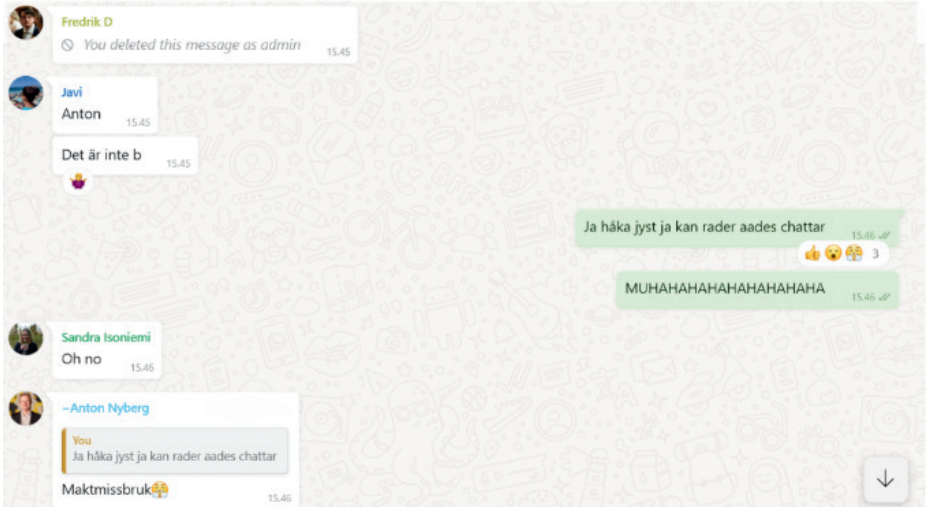 Fredrik D
You deleted this message as admin
15.45
Javi
Anton
15.45
Det är inte b
15.45
Ja håka jyst ja kan rader aades chattar
15.46
3
MUHAHAHAHAHAHAHAHAHA
15.46
Sandra Isoniemi
Oh no
15.46
~Anton Nyberg
You
Ja håka jyst ja kan rader aades chattar
Maktmissbruk😤
15.46